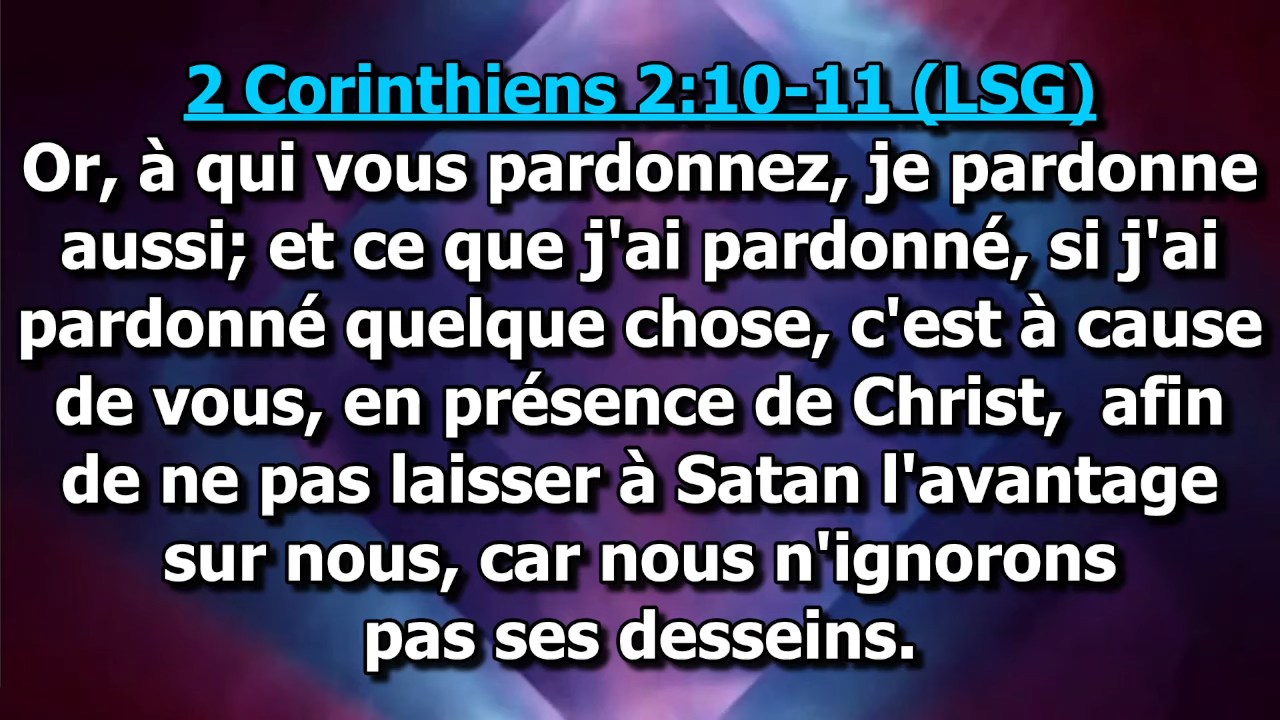 2 Corinthiens 2:10-11 (LSG)
Or, à qui vous pardonnez, je pardonne
aussi; et ce que j'ai pardonné, si j'ai
pardonné quelque chose, c'est à cause
de vous, en présence de Christ,  afin
de ne pas laisser à Satan l'avantage
sur nous, car nous n'ignorons
pas ses desseins.